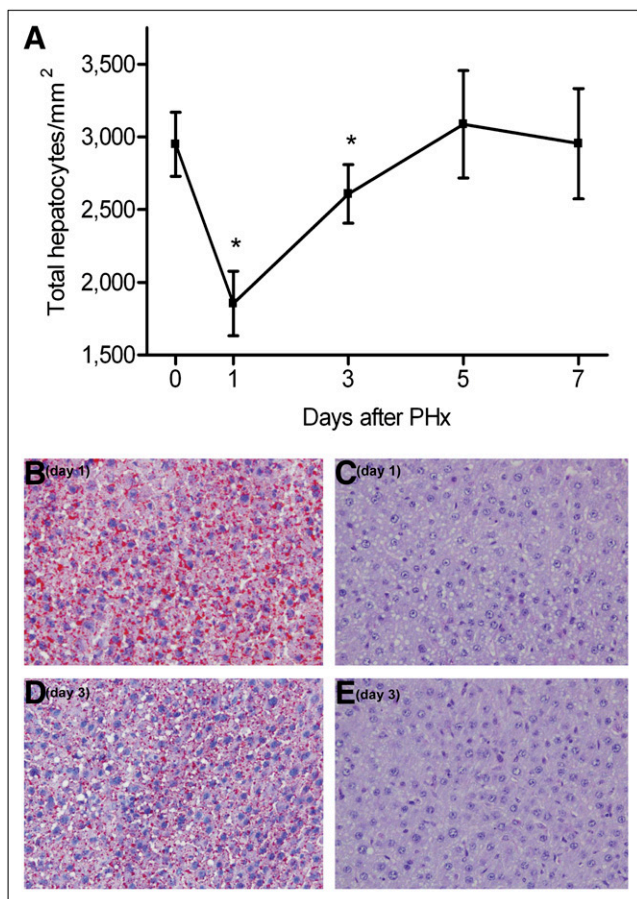 A
Total hepatocytes/mm²
3,500
3,000
2,500
2,000
1,500
*
*
0 1 3 5 7
Days after PHx
B (day 1)
C (day 1)
D (day 3)
E (day 3)